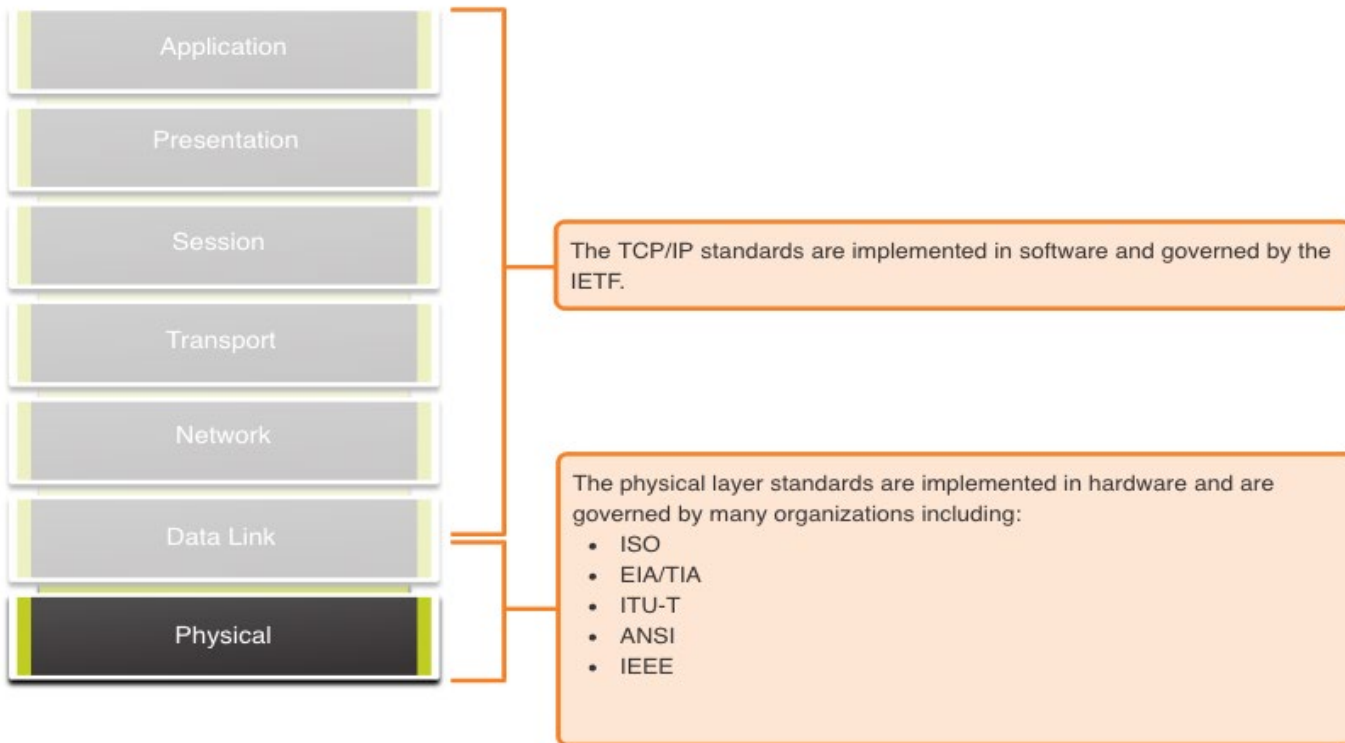 Application
Presentation
Session
Transport
Network
Data Link
Physical
The TCP/IP standards are implemented in software and governed by the
IETF.
The physical layer standards are implemented in hardware and are
governed by many organizations including:
• ISO
• EIA/TIA
• ITU-T
• ANSI
• IEEE